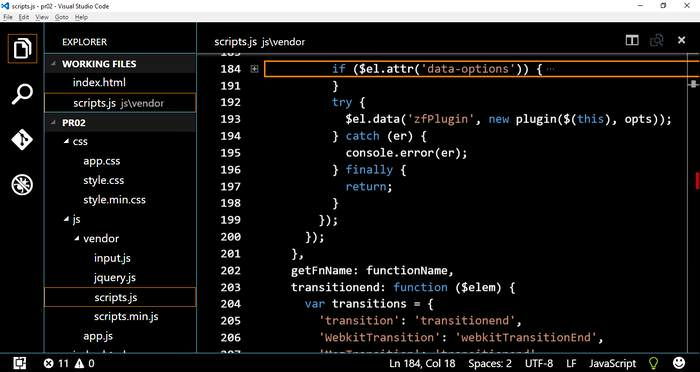 scripts.js - pr02 - Visual Studio Code
File Edit View Goto Help
EXPLORER
WORKING FILES
index.html
scripts.js js\vendor
PR02
css
app.css
style.css
style.min.css
js
vendor
input.js
jquery.js
scripts.js
scripts.min.js
app.js
scripts.js js\vendor
184 if ($el.attr('data-options')) { ...
191 }
192 try {
193 $el.data('zfPlugin', new plugin($(this), opts));
194 } catch (er) {
195 console.error(er);
196 } finally {
197 return;
198 }
199 });
200 });
201 },
202 getFnName: functionName,
203 transitionend: function ($elem) {
204 var transitions = {
205 'transition': 'transitionend',
206 'WebkitTransition': 'webkitTransitionEnd',
11 0
Ln 184, Col 18 Spaces: 2 UTF-8 LF JavaScript